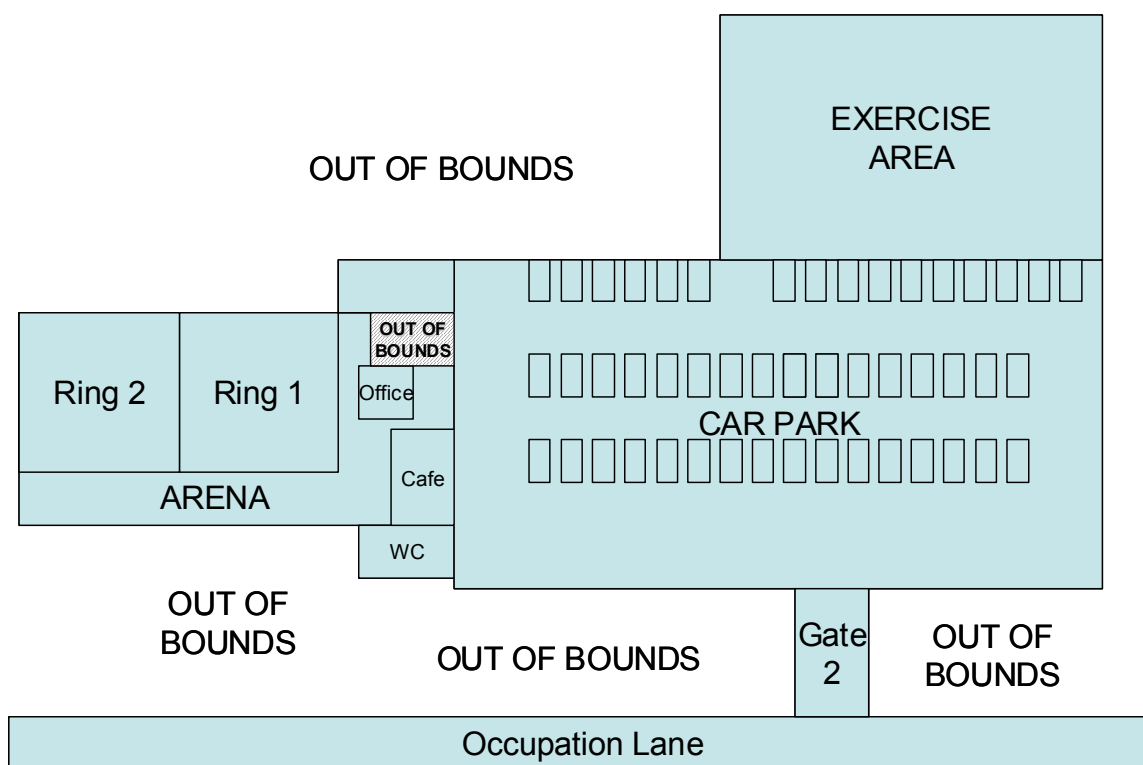 EXERCISE
AREA
OUT OF BOUNDS
OUT OF
BOUNDS
Ring 2
Ring 1
Office
CAR PARK
Cafe
ARENA
WC
OUT OF
BOUNDS
OUT OF BOUNDS
Gate
2
OUT OF
BOUNDS
Occupation Lane